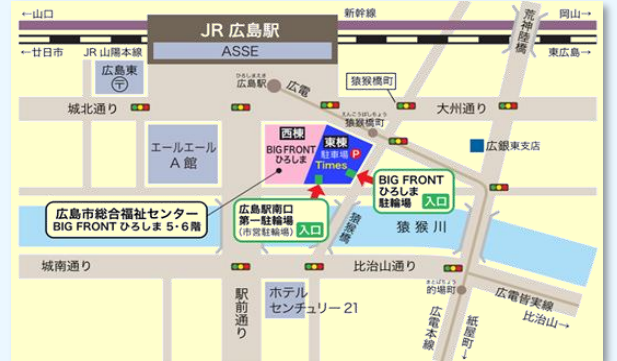 ←山口
新幹線
岡山→
JR 広島駅
ASSE
荒神陸橋
←廿日市
JR 山陽本線
東広島→
広島東
〒
ひろしまえき
広島駅
広電
猿猴橋町
城北通り
大州通り
えんこうばしちょう
猿猴橋町
西棟
BIG FRONT
ひろしま
東棟
駐車場 P
Times
エールエール
A 館
広銀東支店
BIG FRONT
ひろしま
駐輪場
入口
広島市総合福祉センター
BIG FRONT ひろしま 5・6階
広島駅南口
第一駐輪場
(市営駐輪場)
入口
猿猴橋
猿猴川
城南通り
比治山通り
まとばちょう
的場町
駅前通り
ホテル
センチュリー 21
広電皆実線
比治山→
広電本線
紙屋町↓